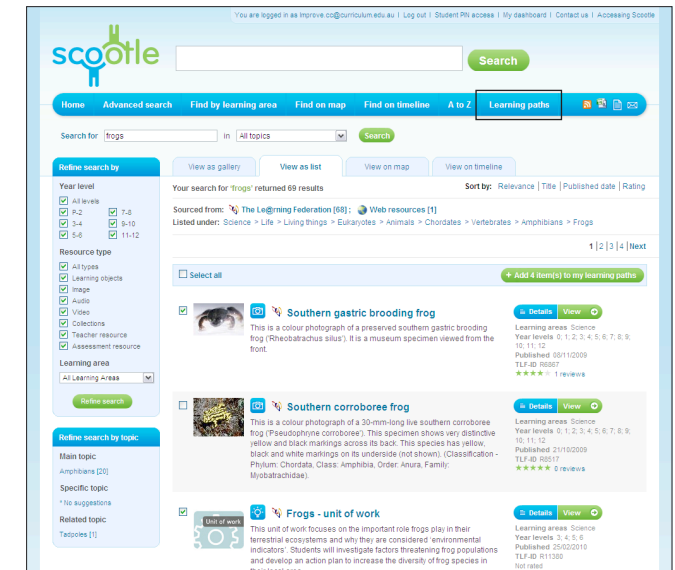 You are logged in as improve.cc@curriculum.edu.au | Log out | Student PIN access | My dashboard | Contact us | Accessing Scootle
scootle
Search
Home Advanced search Find by learning area Find on map Find on timeline A to Z Learning paths
Search for frogs in All topics Search
Refine search by
Year level
All levels
P-2 7-8
3-4 9-10
5-6 11-12
Resource type
All types
Learning objects
Image
Audio
Video
Collections
Teacher resource
Assessment resource
Learning area
All Learning Areas
Refine search
Refine search by topic
Main topic
Amphibians [20]
Specific topic
* No suggestions
Related topic
Tadpoles [1]
View as gallery View as list View on map View on timeline
Your search for 'frogs' returned 69 results Sort by: Relevance | Title | Published date | Rating
Sourced from: The Le@rning Federation [68] ; Web resources [1]
Listed under: Science > Life > Living things > Eukaryotes > Animals > Chordates > Vertebrates > Amphibians > Frogs
1 | 2 | 3 | 4 | Next
Select all + Add 4 item(s) to my learning paths
Southern gastric brooding frog
This is a colour photograph of a preserved southern gastric brooding
frog ('Rheobatrachus silus'). It is a museum specimen viewed from the
front.
Details View
Learning areas Science
Year levels 0; 1; 2; 3; 4; 5; 6; 7; 8; 9;
10; 11; 12
Published 06/11/2009
TLF-ID R6867
1 reviews
Southern corroboree frog
This is a colour photograph of a 30-mm-long live southern corroboree
frog ('Pseudophryne corroboree'). This specimen shows very distinctive
yellow and black markings across its back. This species has yellow,
black and white markings on its underside (not shown). (Classification -
Phylum: Chordata, Class: Amphibia, Order: Anura, Family:
Myobatrachidae).
Details View
Learning areas Science
Year levels 0; 1; 2; 3; 4; 5; 6; 7; 8; 9;
10; 11; 12
Published 21/10/2009
TLF-ID R8517
0 reviews
Unit of work
Frogs - unit of work
This unit of work focuses on the important role frogs play in their
terrestrial ecosystems and why they are considered 'environmental
indicators'. Students will investigate factors threatening frog populations
and develop an action plan to increase the diversity of frog species in
Details View
Learning areas Science
Year levels 3; 4; 5; 6
Published 25/02/2010
TLF-ID R11380
Not rated